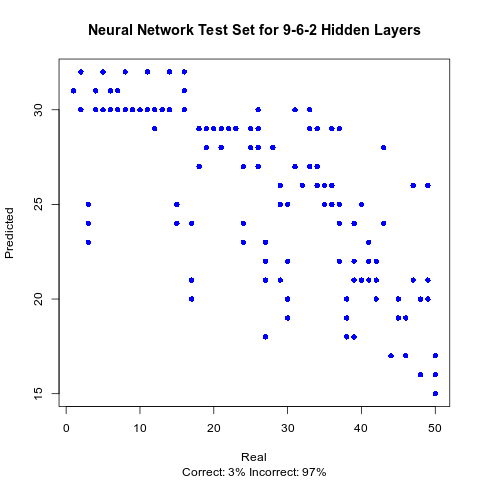 Neural Network Test Set for 9-6-2 Hidden Layers
Predicted
30
25
20
15
0 10 20 30 40 50
Real
Correct: 3% Incorrect: 97%